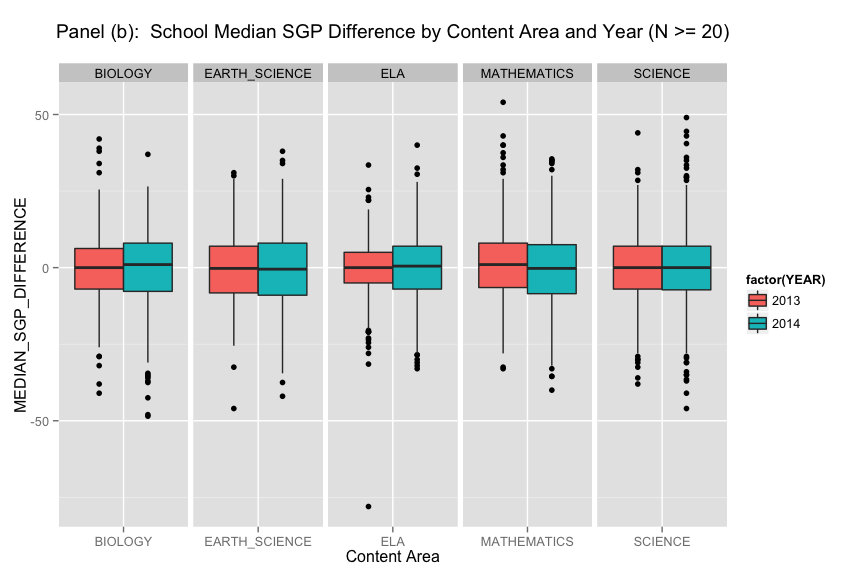 Panel (b):  School Median SGP Difference by Content Area and Year (N >= 20)
BIOLOGY EARTH_SCIENCE ELA MATHEMATICS SCIENCE
50
0
-50
MEDIAN_SGP_DIFFERENCE
factor(YEAR)
2013
2014
BIOLOGY EARTH_SCIENCE ELA MATHEMATICS SCIENCE
Content Area